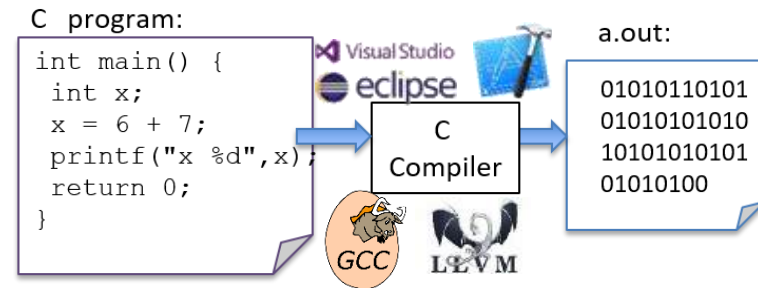 C program:
int main() {
int x;
x = 6 + 7;
printf("x %d",x);
return 0;
}
Visual Studio
eclipse
C
Compiler
GCC
LLVM
a.out:
01010110101
01010101010
10101010101
01010100